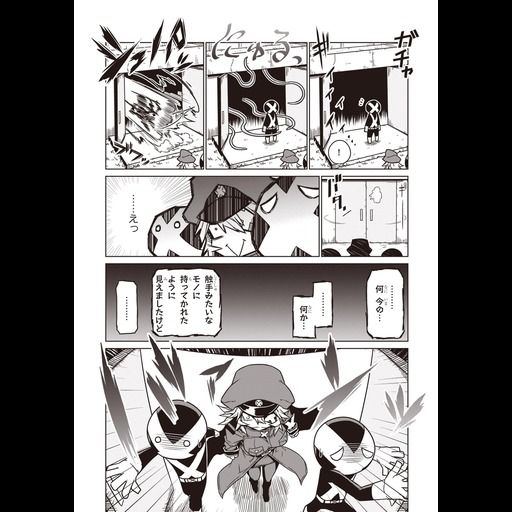 ガチャ
ギィィィィ
!
にゅる、
シュパッ
バタン
……えっ
………何 今の…
………何か…
触手みたいな
モノに
持ってかれた
ように
見えましたけど
………